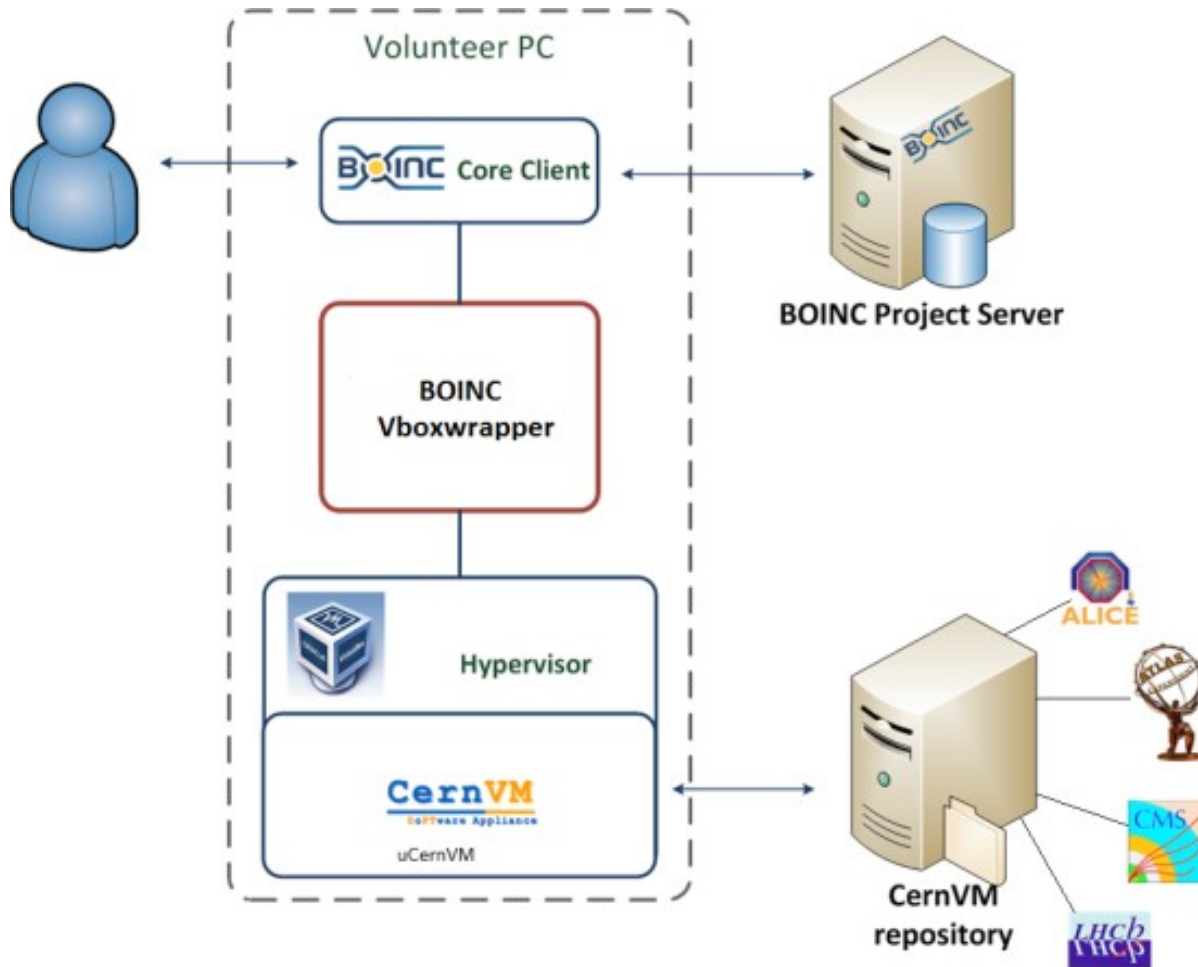 Volunteer PC
BOINC Core Client
BOINC
BOINC Project Server
BOINC
Vboxwrapper
ALICE
Hypervisor
ATLAS
CernVM
SoFTware Appliance
uCernVM
CMS
CernVM
repository
LHCb